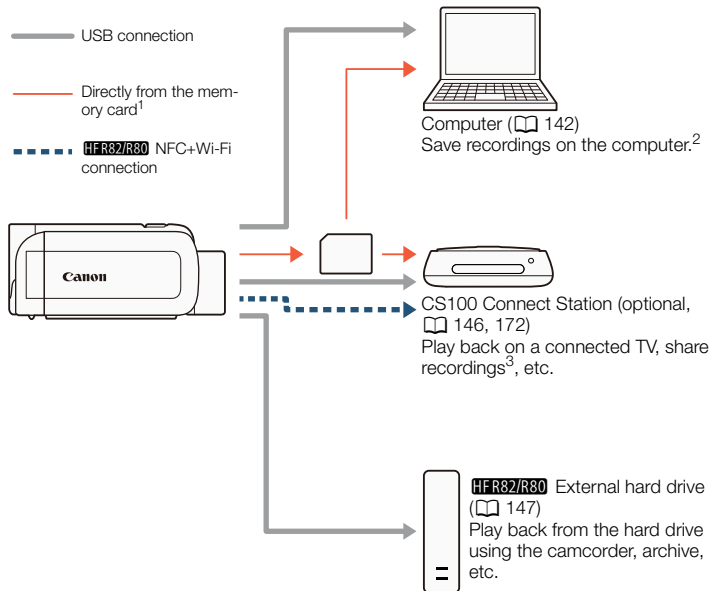 USB connection
Directly from the mem-
ory card1
HF R82/R80 NFC+Wi-Fi
connection
Canon
Computer (142)
Save recordings on the computer.2
CS100 Connect Station (optional,
146, 172)
Play back on a connected TV, share
recordings3, etc.
HF R82/R80 External hard drive
(147)
Play back from the hard drive
using the camcorder, archive,
etc.